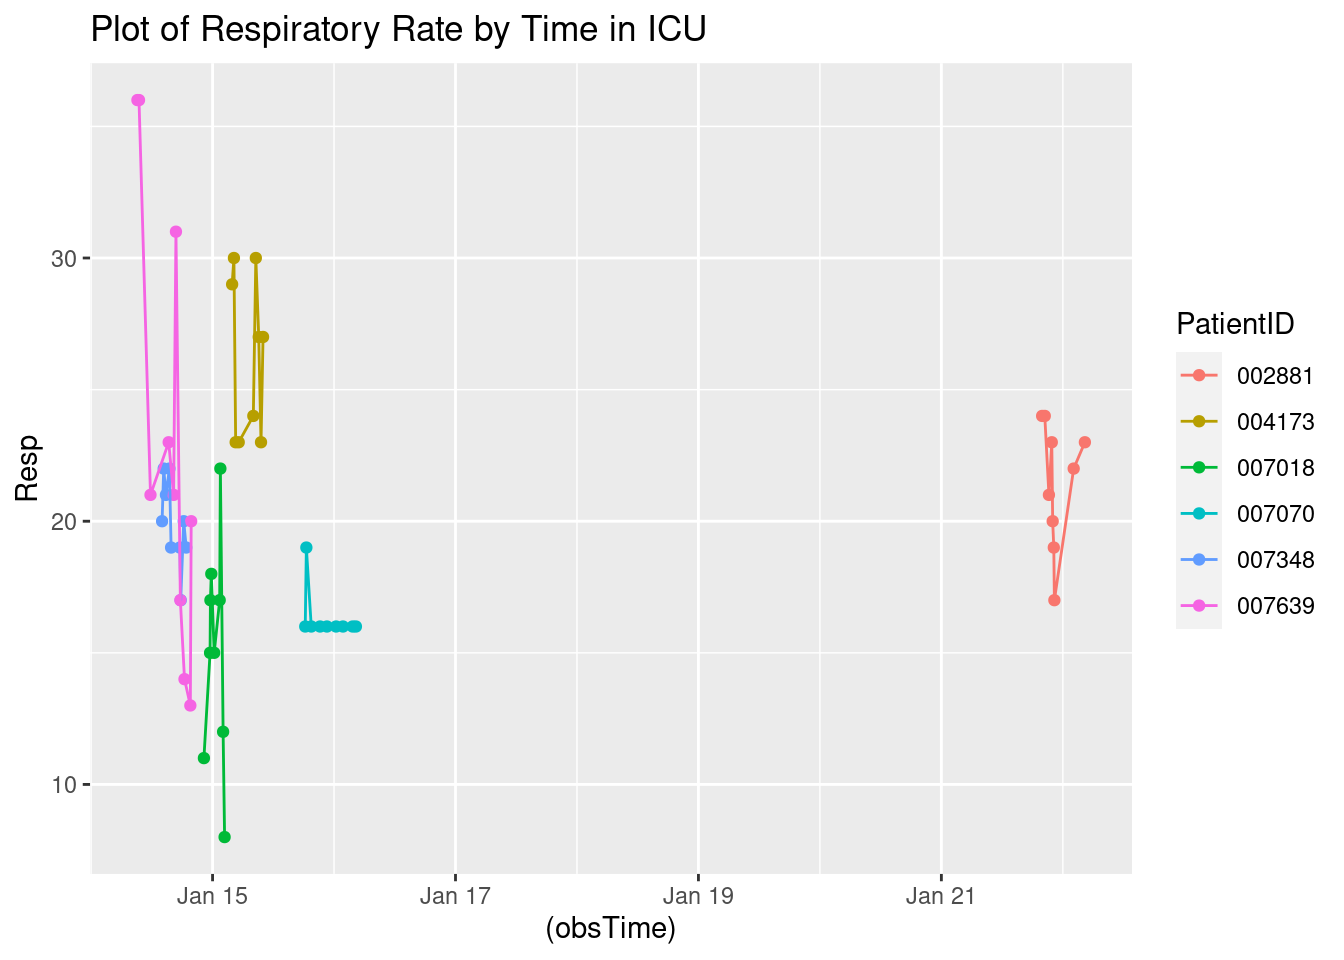 Plot of Respiratory Rate by Time in ICU
Resp
30
20
10
Jan 15
Jan 17
Jan 19
Jan 21
(obsTime)
PatientID
002881
004173
007018
007070
007348
007639